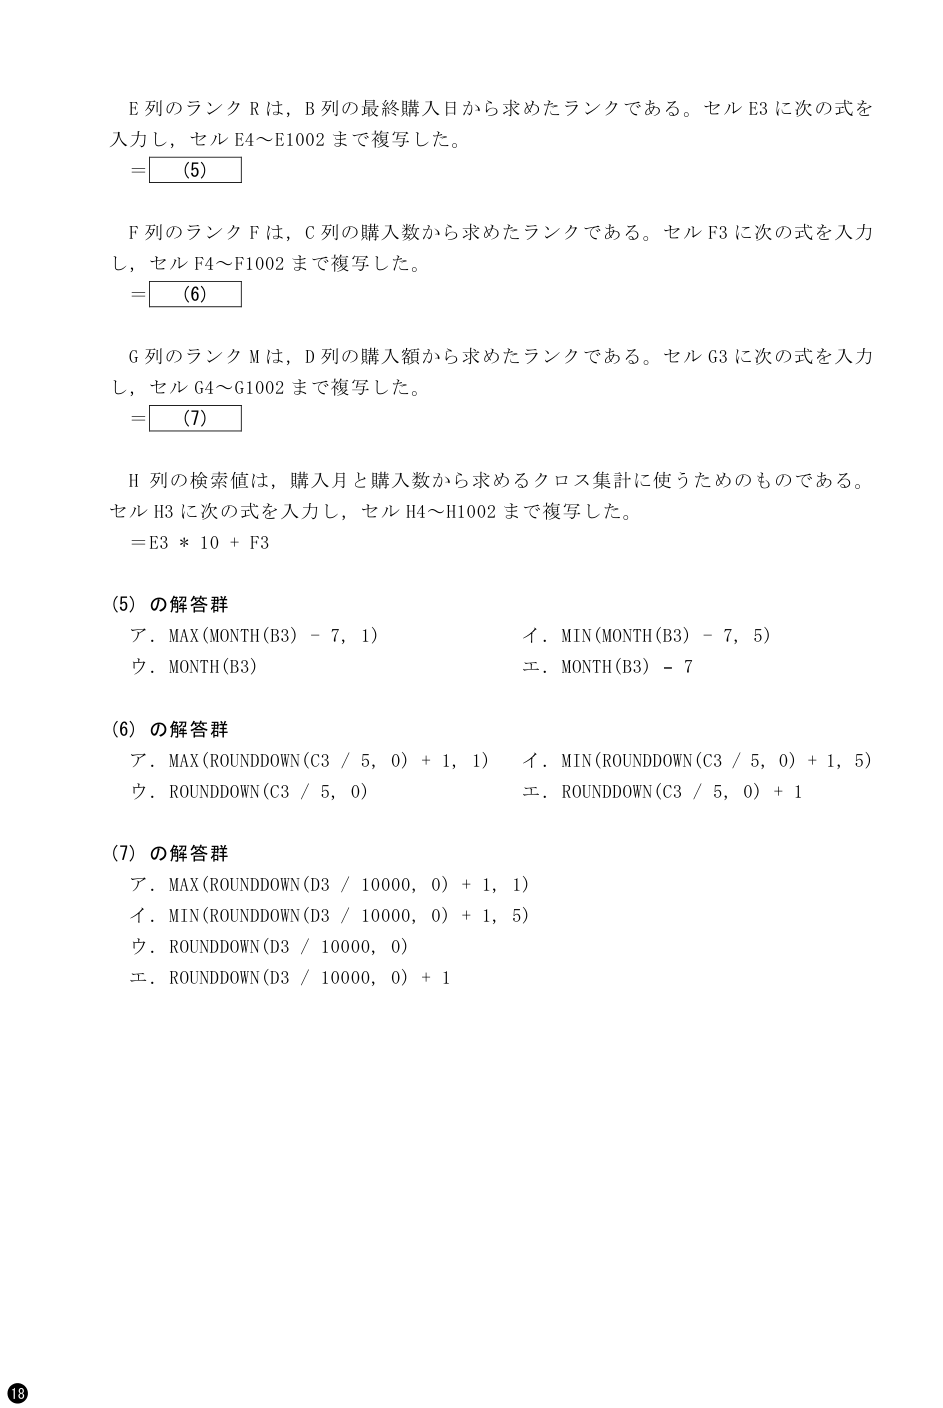 E 列のランク R は，B 列の最終購入日から求めたランクである。セル E3 に次の式を
入力し，セル E4～E1002 まで複写した。
＝ (5)
F 列のランク F は，C 列の購入数から求めたランクである。セル F3 に次の式を入力
し，セル F4～F1002 まで複写した。
＝ (6)
G 列のランク M は，D 列の購入額から求めたランクである。セル G3 に次の式を入力
し，セル G4～G1002 まで複写した。
＝ (7)
H 列の検索値は，購入月と購入数から求めるクロス集計に使うためのものである。
セル H3 に次の式を入力し，セル H4～H1002 まで複写した。
＝E3 * 10 + F3
(5) の解答群
ア．MAX(MONTH(B3) - 7, 1) イ．MIN(MONTH(B3) - 7, 5)
ウ．MONTH(B3) エ．MONTH(B3) - 7
(6) の解答群
ア．MAX(ROUNDDOWN(C3 / 5, 0) + 1, 1) イ．MIN(ROUNDDOWN(C3 / 5, 0) + 1, 5)
ウ．ROUNDDOWN(C3 / 5, 0) エ．ROUNDDOWN(C3 / 5, 0) + 1
(7) の解答群
ア．MAX(ROUNDDOWN(D3 / 10000, 0) + 1, 1)
イ．MIN(ROUNDDOWN(D3 / 10000, 0) + 1, 5)
ウ．ROUNDDOWN(D3 / 10000, 0)
エ．ROUNDDOWN(D3 / 10000, 0) + 1
18